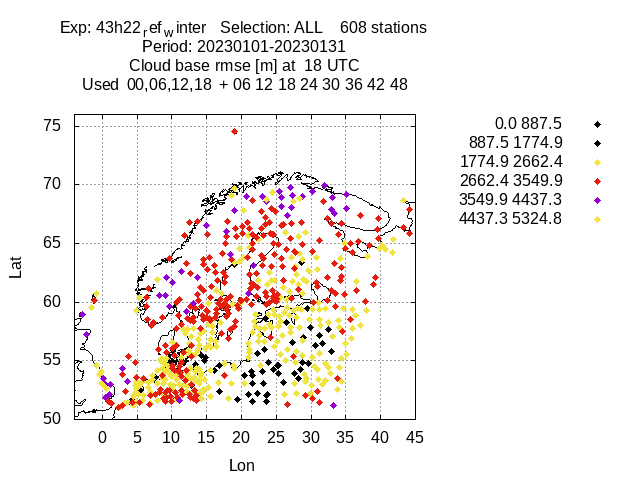 Exp: 43h22refwinter Selection: ALL 608 stations
Period: 20230101-20230131
Cloud base rmse [m] at 18 UTC
Used 00,06,12,18 + 06 12 18 24 30 36 42 48
0.0 887.5
887.5 1774.9
1774.9 2662.4
2662.4 3549.9
3549.9 4437.3
4437.3 5324.8
75
70
65
60
55
50
Lat
0 5 10 15 20 25 30 35 40 45
Lon